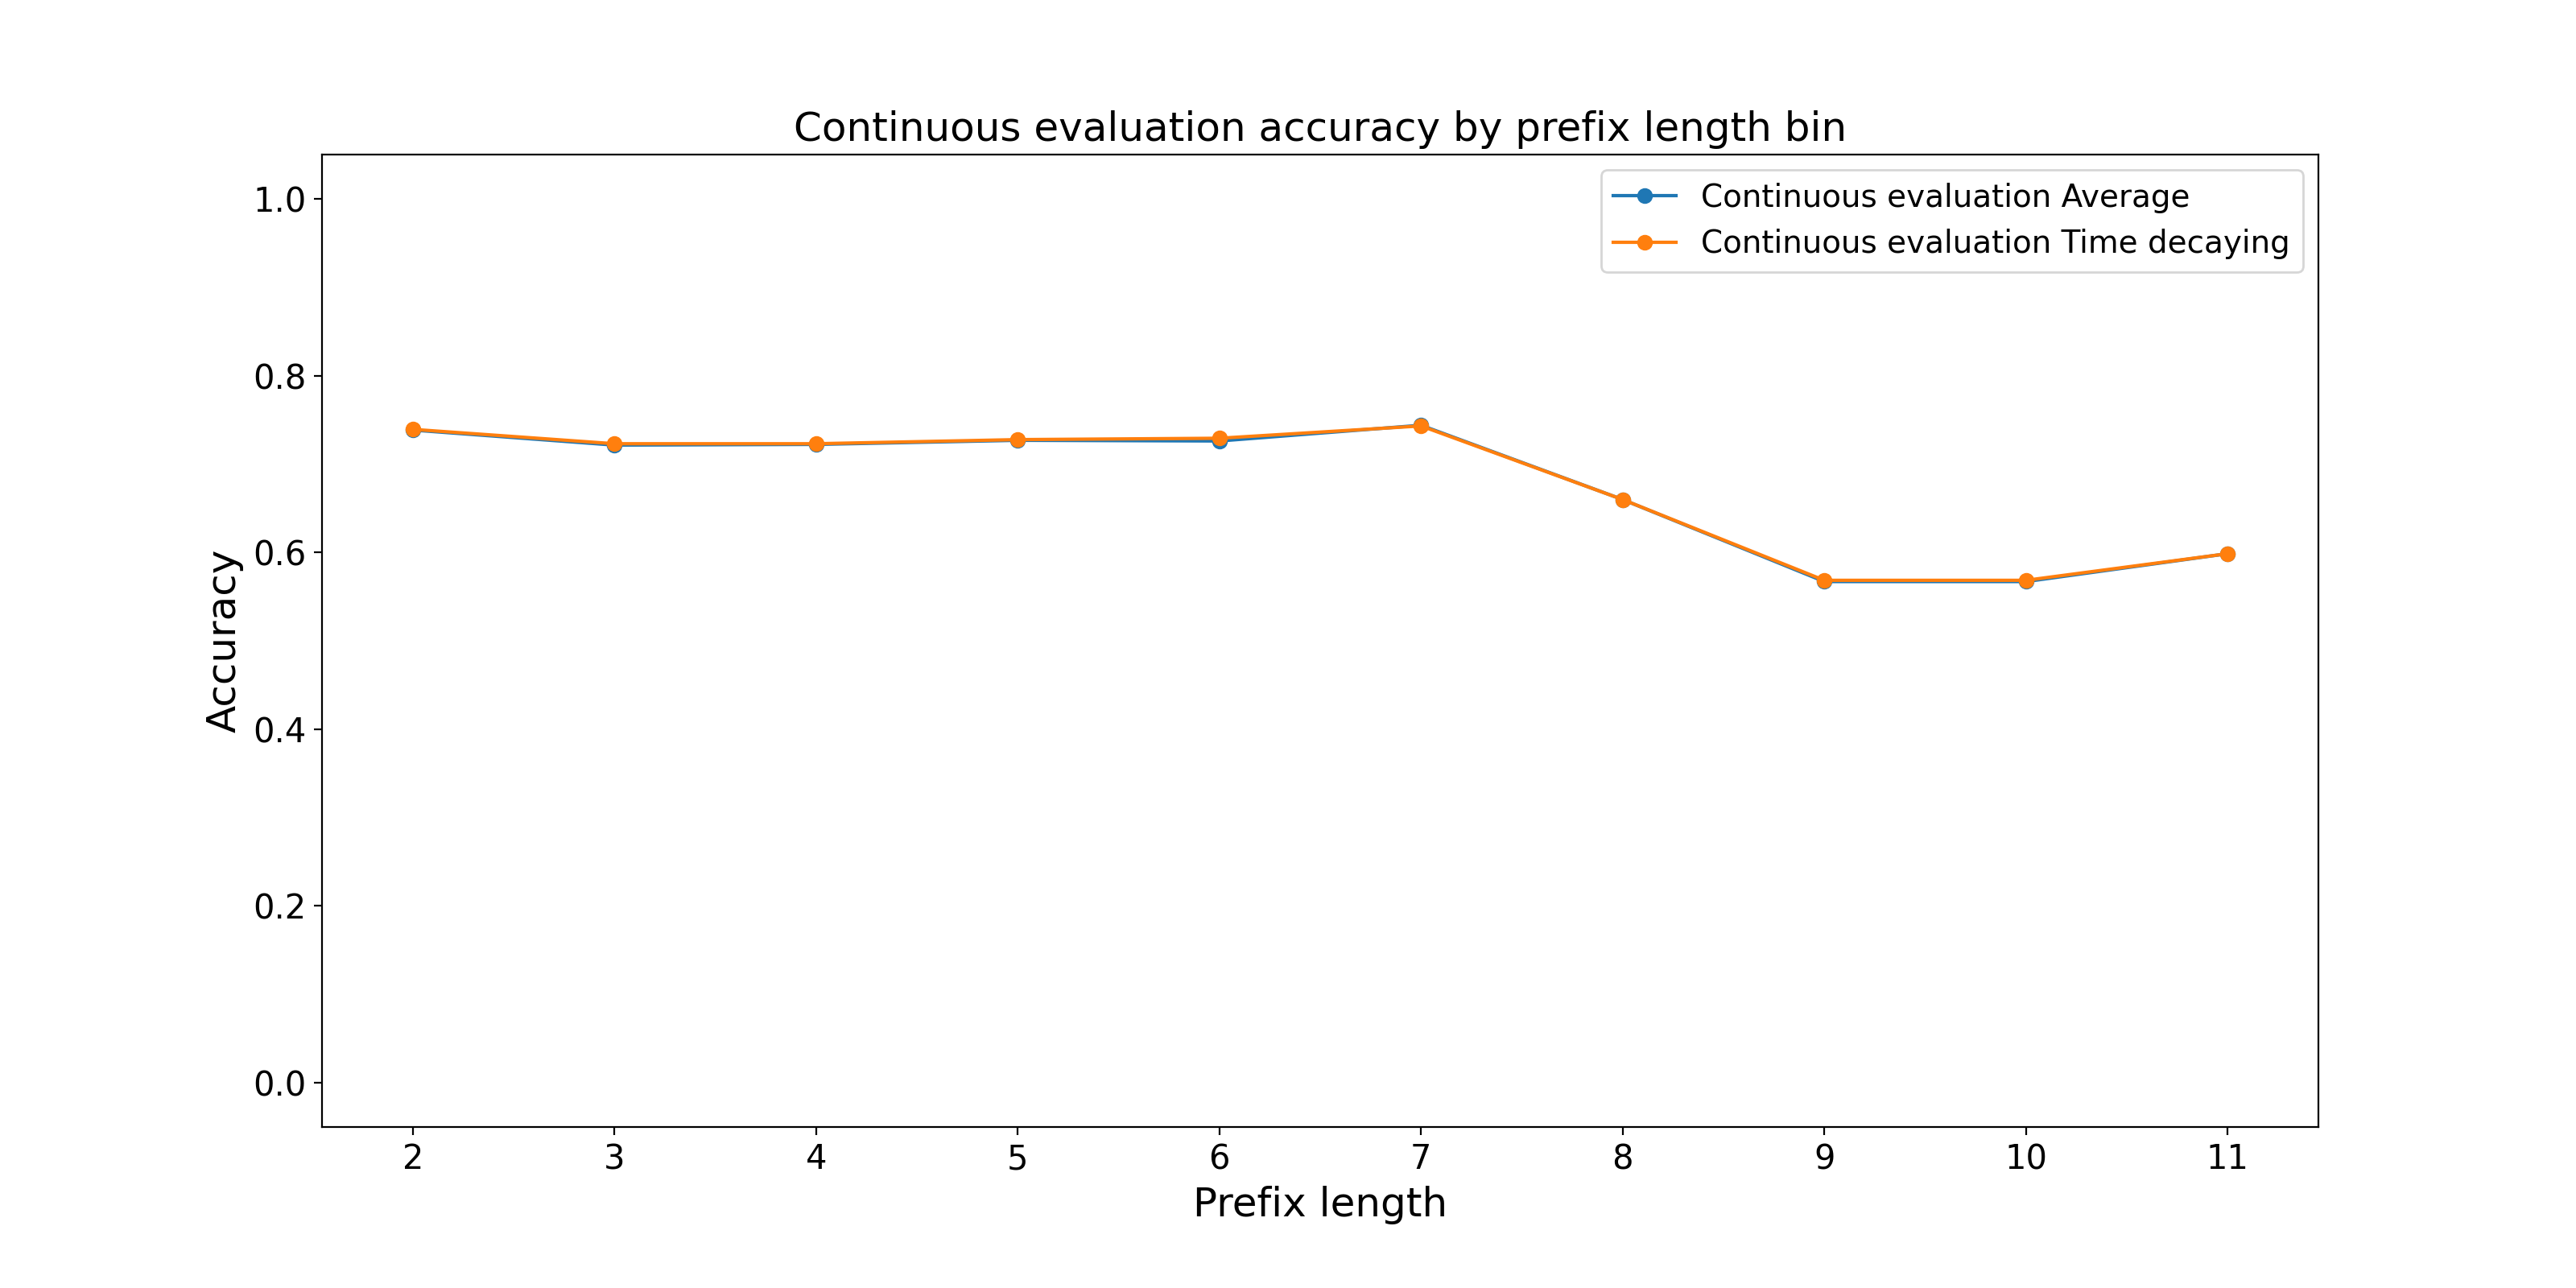 Continuous evaluation accuracy by prefix length bin
Continuous evaluation Average
Continuous evaluation Time decaying
Accuracy
1.0
0.8
0.6
0.4
0.2
0.0
2 3 4 5 6 7 8 9 10 11
Prefix length